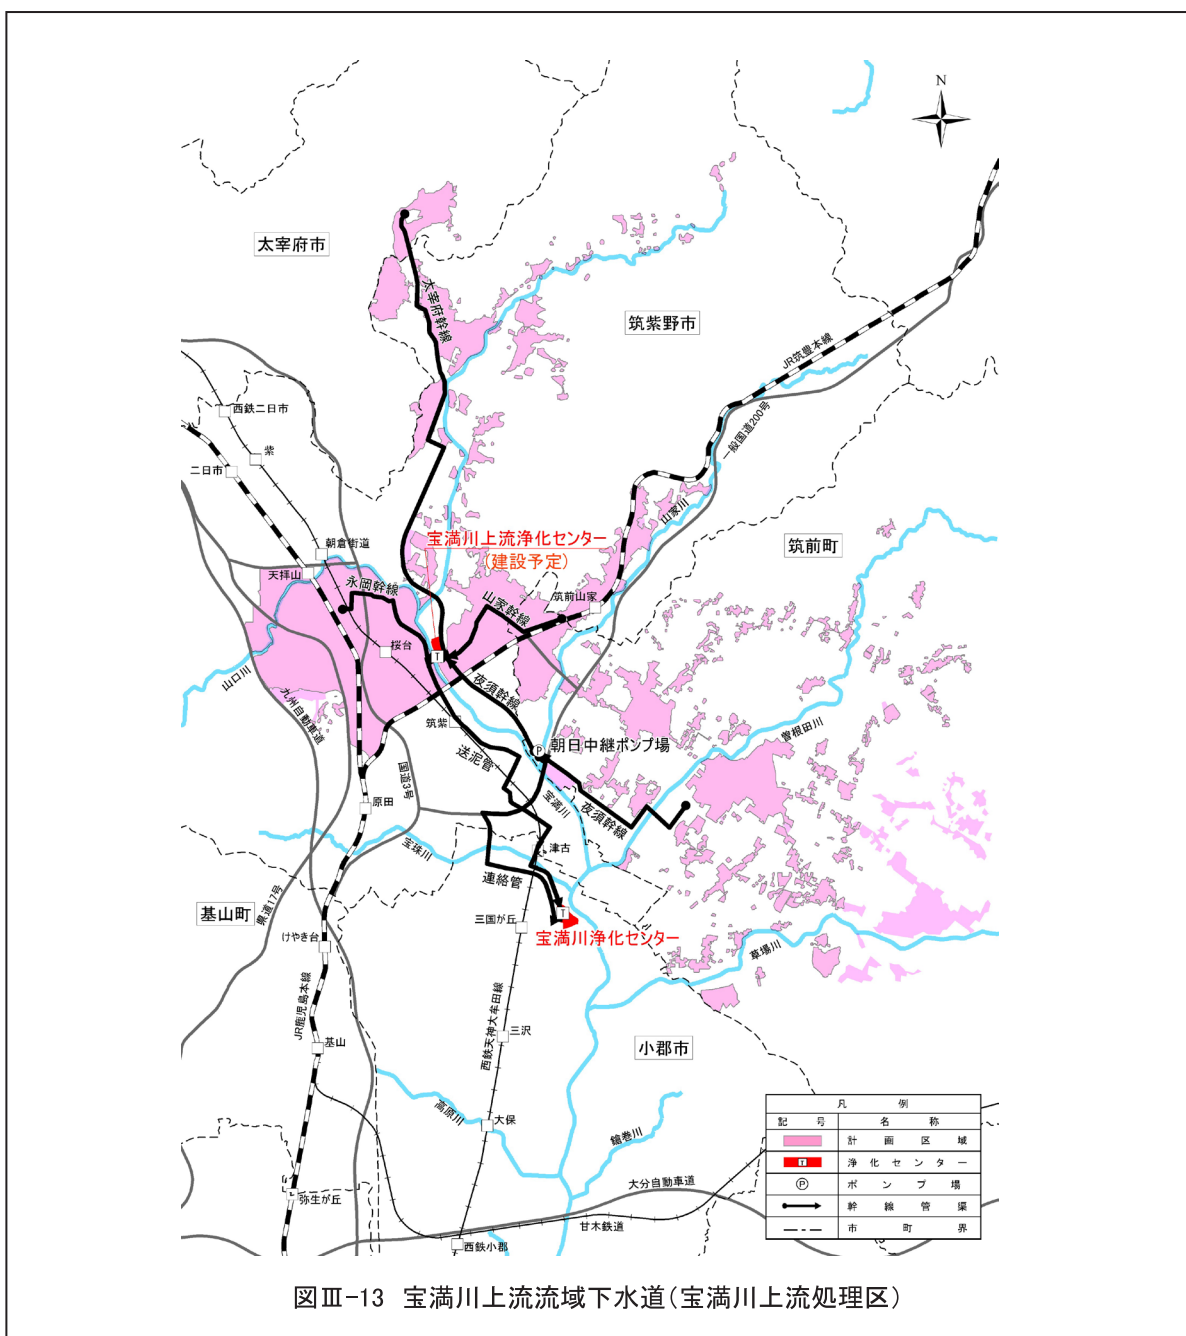 N
太宰府市
太宰府幹線
筑紫野市
JR筑豊本線
西鉄二日市
一般国道200号
紫
二日市
山家川
宝満川上流浄化センター
(建設予定)
朝倉街道
筑前町
天拝山
永岡幹線
山家幹線
筑前山家
桜台
山口川
夜須幹線
九州自動車道
筑紫
朝日中継ポンプ場
曽根田川
送泥管
国道3号
宝満川
原田
夜須幹線
宝珠川
津古
連絡管
県道17号
基山町
三国が丘
けやき台
宝満川浄化センター
草場川
JR鹿児島本線
西鉄天神大牟田線
三沢
基山
小郡市
高原川
大保
鎗巻川
大分自動車道
弥生が丘
甘木鉄道
西鉄小郡
凡例
記号 名称
計画区域
T 浄化センター
P ポンプ場
幹線管渠
市町界
図Ⅲ-13 宝満川上流流域下水道(宝満川上流処理区)